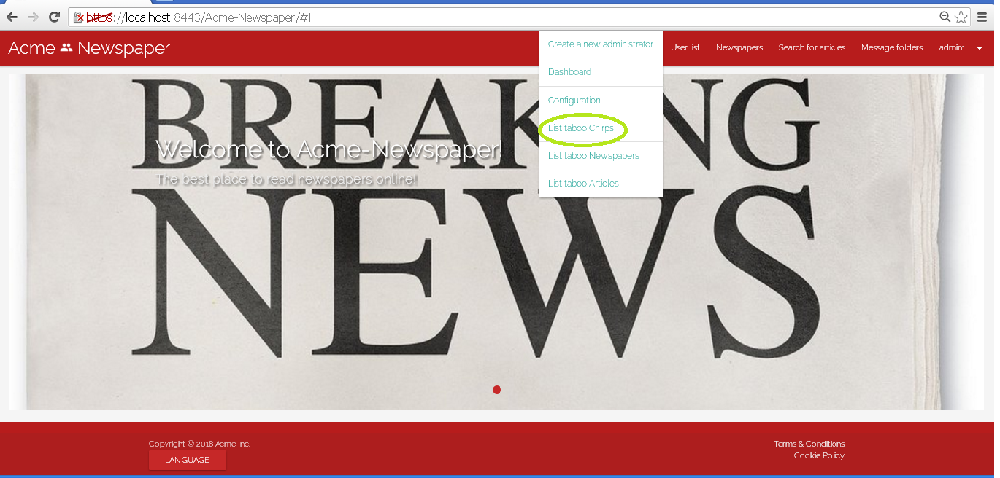 https://localhost:8443/Acme-Newspaper/#!
Acme Newspaper
Create a new administrator
Dashboard
Configuration
List taboo Chirps
List taboo Newspapers
List taboo Articles
User list
Newspapers
Search for articles
Message folders
admin1
BREAKING
NEWS
Welcome to Acme-Newspaper!
The best place to read newspapers online!
Copyright © 2018 Acme Inc.
LANGUAGE
Terms & Conditions
Cookie Policy